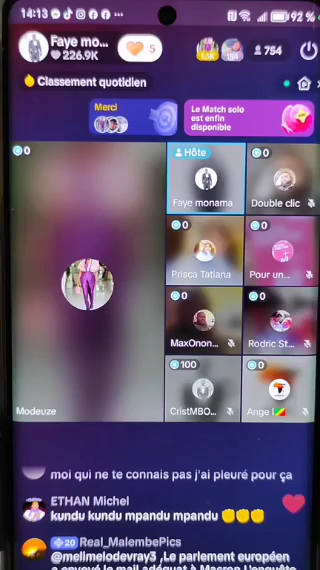 14:13
92 %
Faye mo...
226.9K
5
754
Classement quotidien
Merci
Le Match solo
est enfin
disponible
0
Hôte
Faye monama
0
Double clic
0
Prisca Tatiana
0
Pour un...
0
MaxOnon...
0
Rodric St...
100
CristMBO...
0
Ange I
Modeuze
moi qui ne te connais pas j'ai pleuré pour ça
ETHAN Michel
kundu kundu mpandu mpandu
20 Real_MalembePics
@melimelodevray3 ,Le parlement européen
a envoyé le mail adéquat à Macron L'enquête